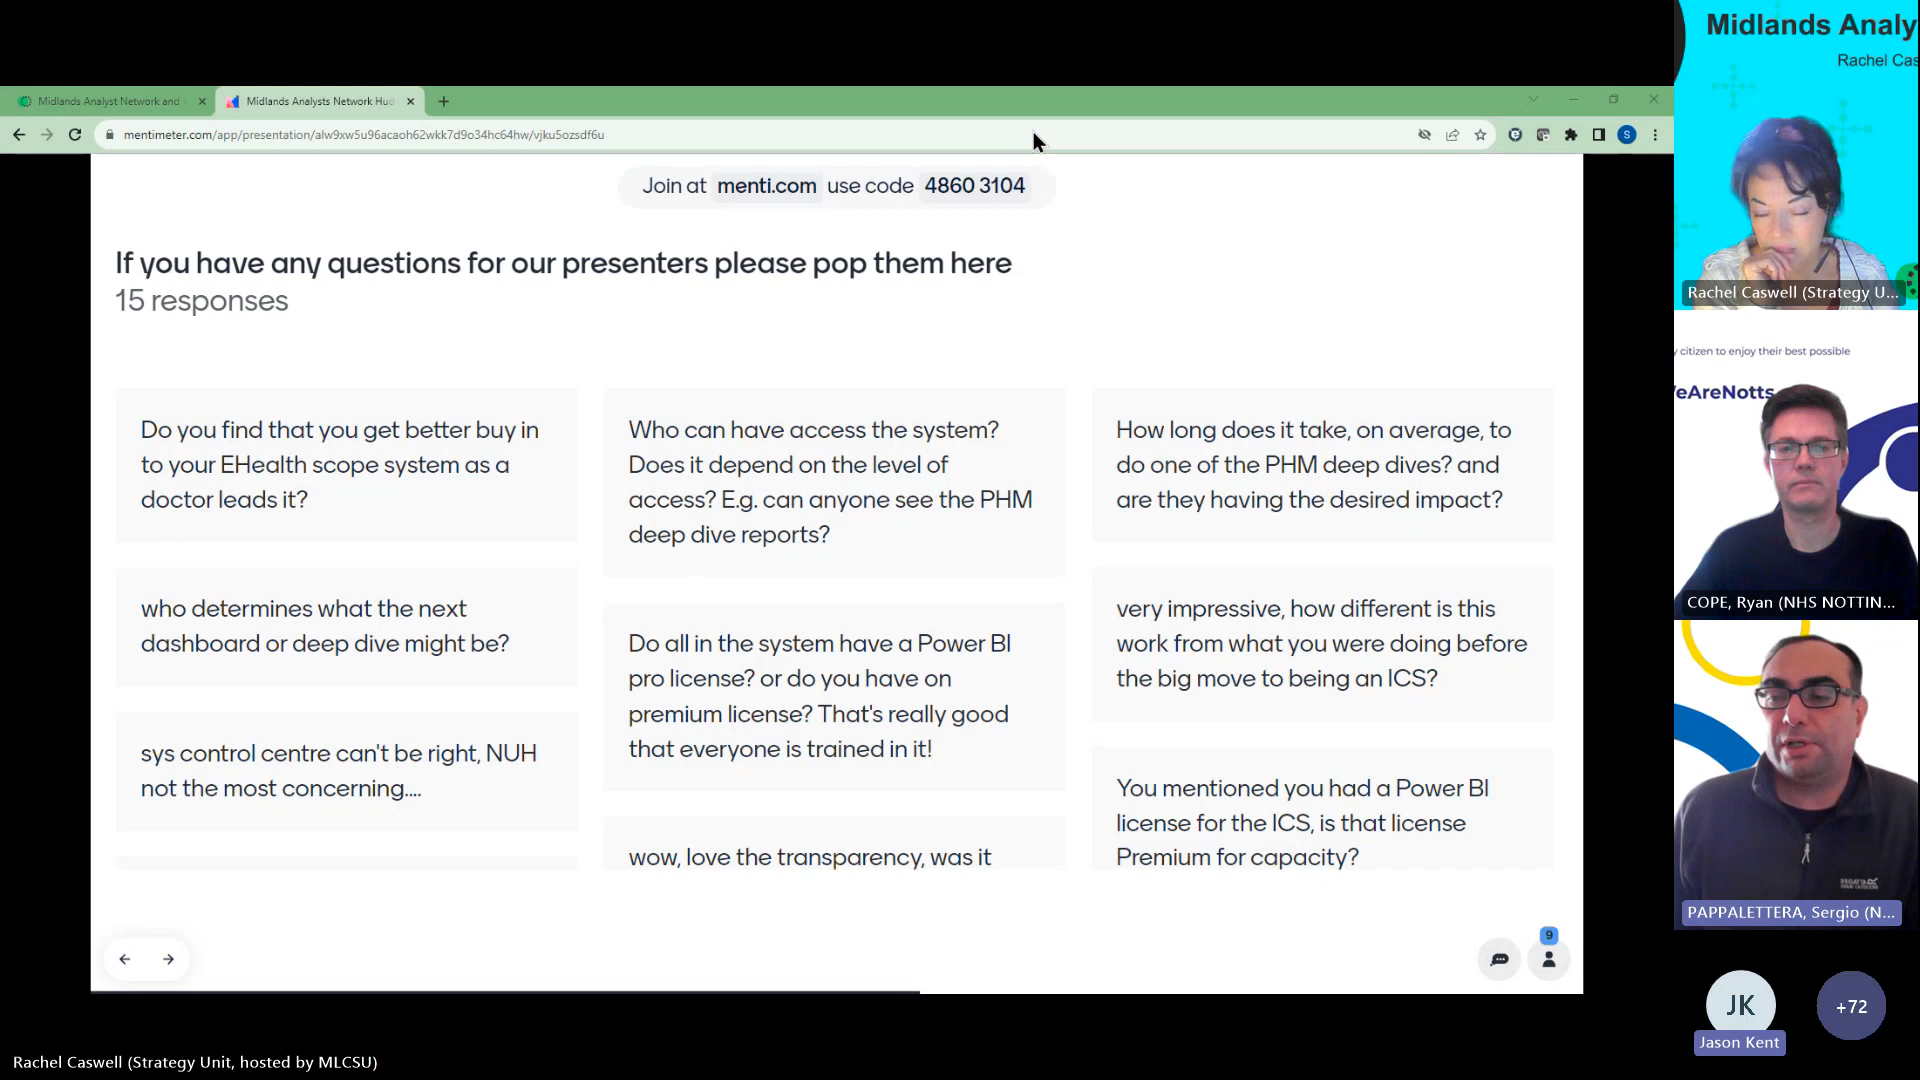 Midlands Analyst Network and
Midlands Analysts Network Hud
mentimeter.com/app/presentation/alw9xw5u96acaoh62wkk7d9o34hc64hw/vjku5ozsdf6u
S
Join at menti.com use code 4860 3104
If you have any questions for our presenters please pop them here
15 responses
Do you find that you get better buy in
to your EHealth scope system as a
doctor leads it?
who determines what the next
dashboard or deep dive might be?
sys control centre can't be right, NUH
not the most concerning....
Who can have access the system?
Does it depend on the level of
access? E.g. can anyone see the PHM
deep dive reports?
Do all in the system have a Power BI
pro license? or do you have on
premium license? That's really good
that everyone is trained in it!
wow, love the transparency, was it
How long does it take, on average, to
do one of the PHM deep dives? and
are they having the desired impact?
very impressive, how different is this
work from what you were doing before
the big move to being an ICS?
You mentioned you had a Power BI
license for the ICS, is that license
Premium for capacity?
9
Midlands Analy
Rachel Cas
Rachel Caswell (Strategy U...
y citizen to enjoy their best possible
eAreNotts
COPE, Ryan (NHS NOTTIN...
REGATTA
PAPPALETTERA, Sergio (N...
JK
+72
Jason Kent
Rachel Caswell (Strategy Unit, hosted by MLCSU)